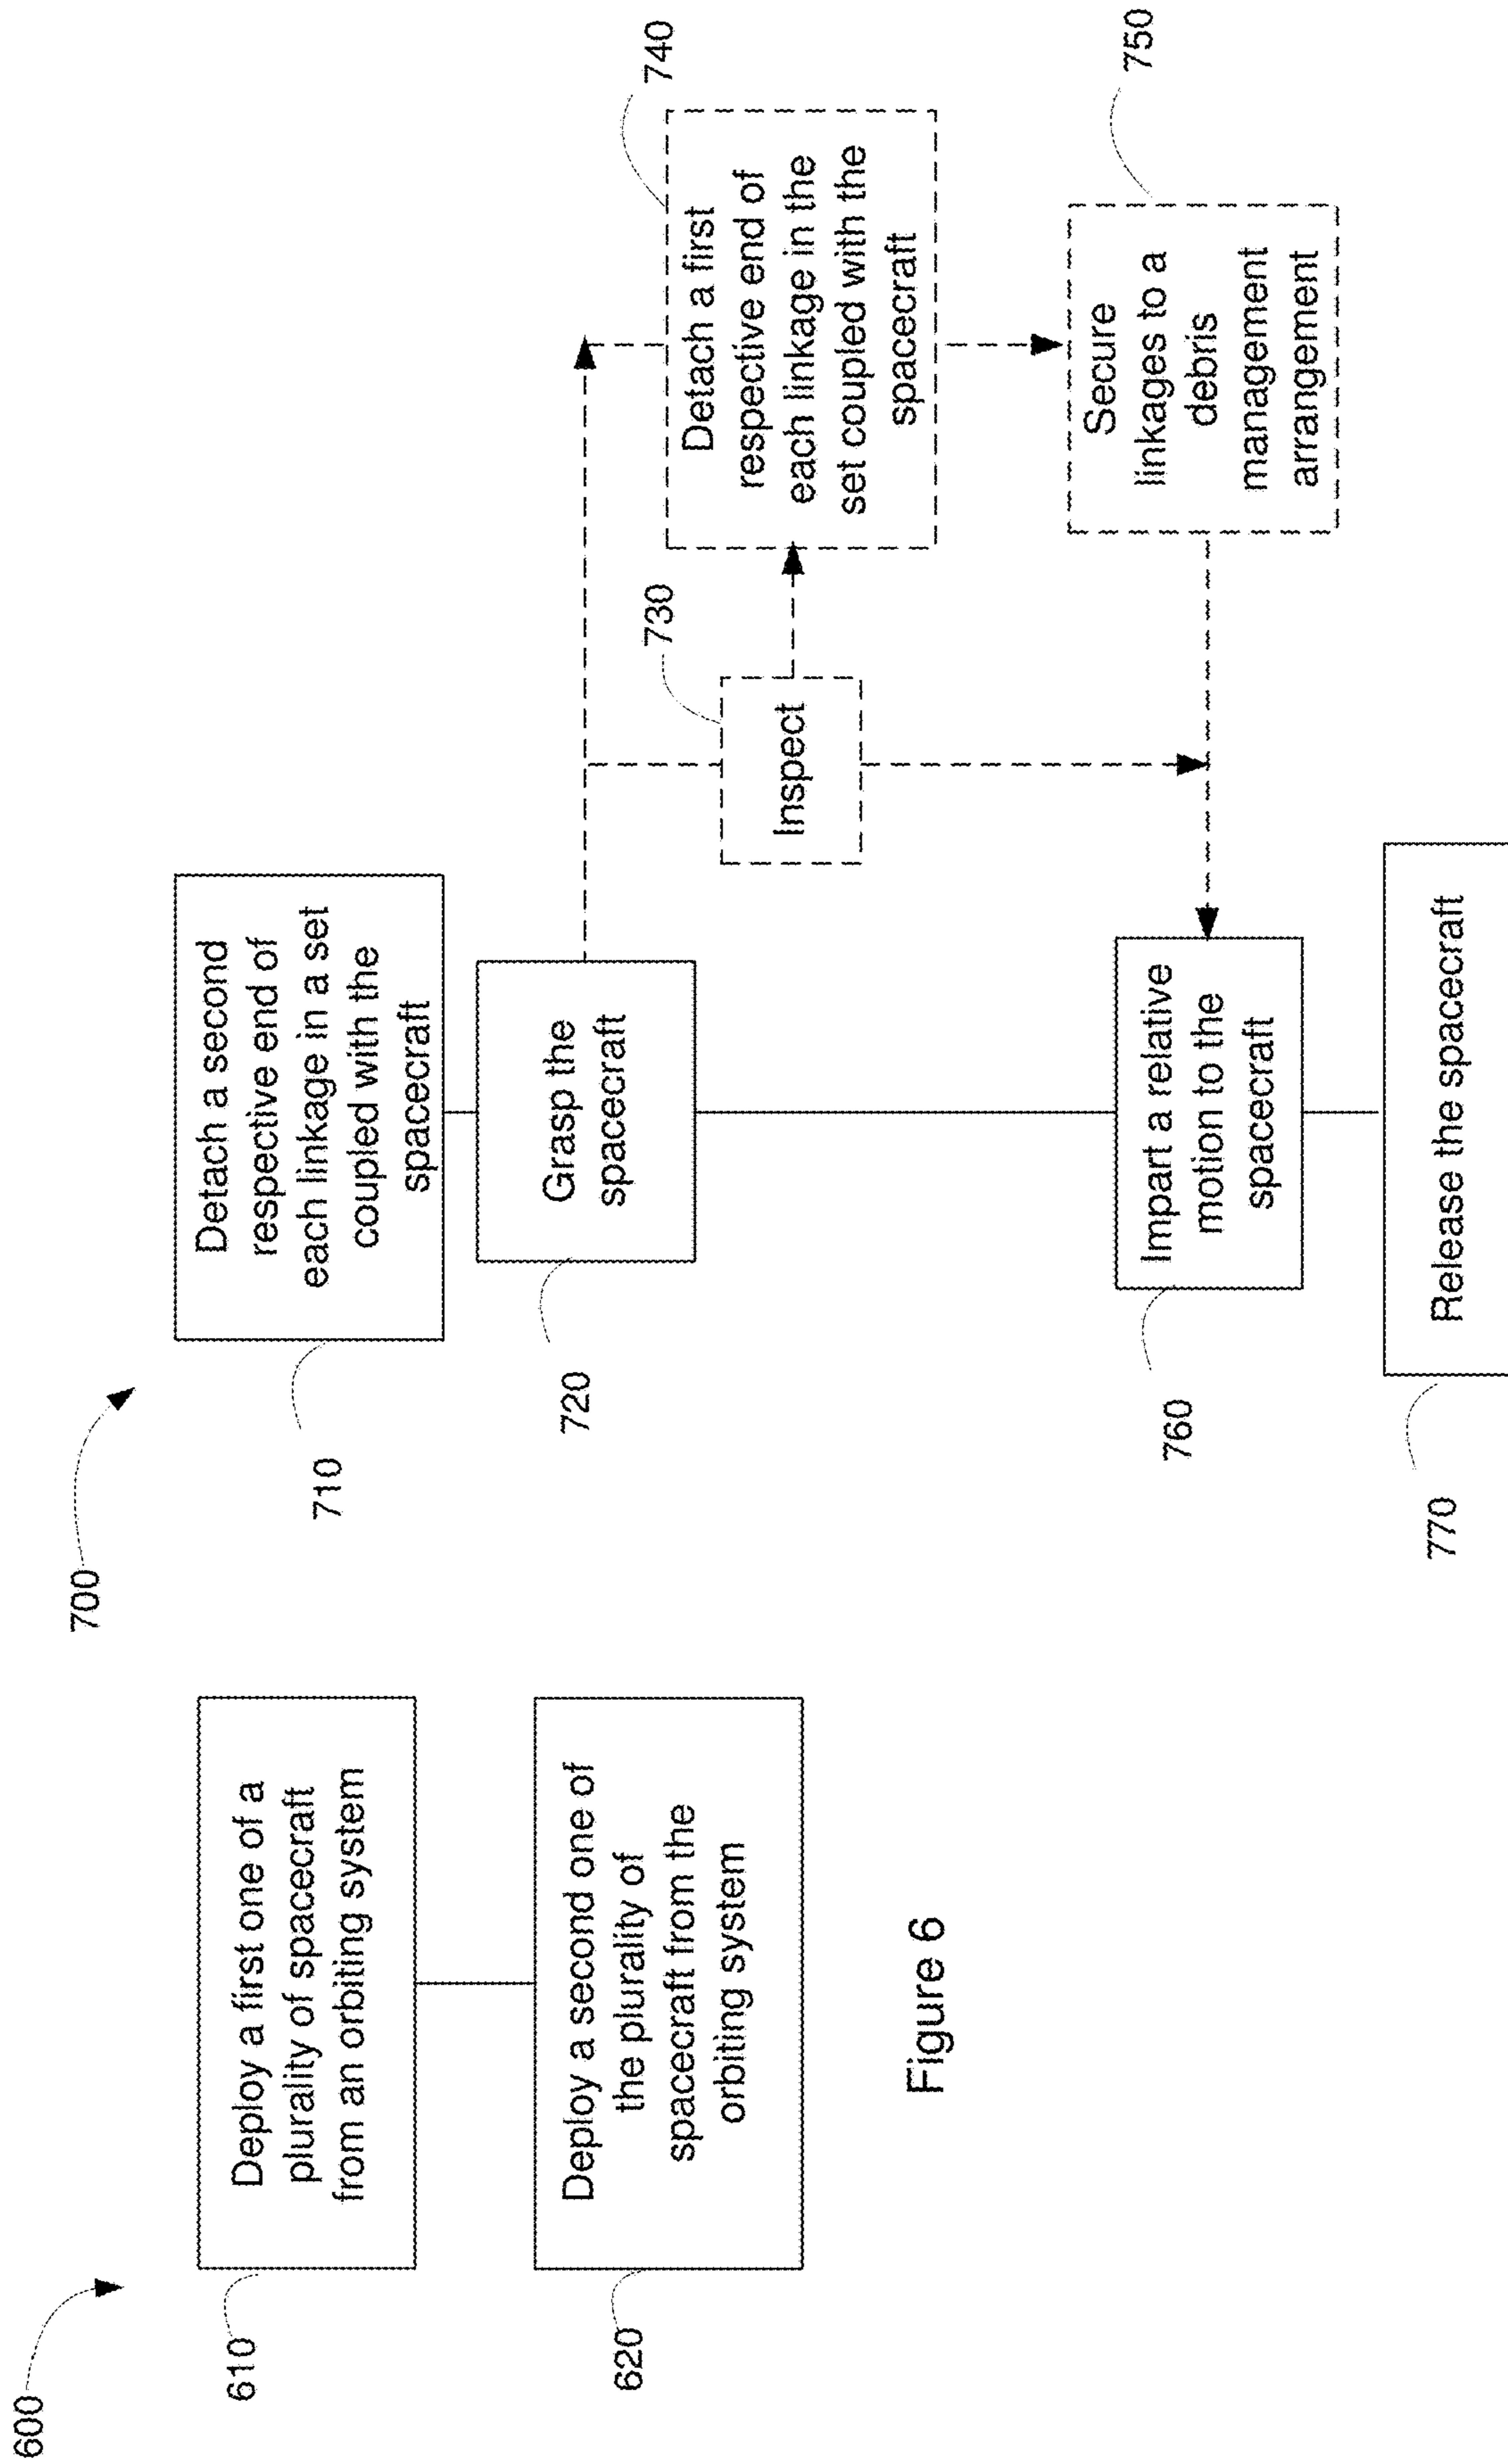 600
610
Deploy a first one of a
plurality of spacecraft
from an orbiting system
620
Deploy a second one of
the plurality of
spacecraft from the
orbiting system
Figure 6
700
710
Detach a second
respective end of
each linkage in a set
coupled with the
spacecraft
720
Grasp the
spacecraft
730
Inspect
740
Detach a first
respective end of
each linkage in the
set coupled with the
spacecraft
750
Secure
linkages to a
debris
management
arrangement
760
Impart a relative
motion to the
spacecraft
770
Release the spacecraft